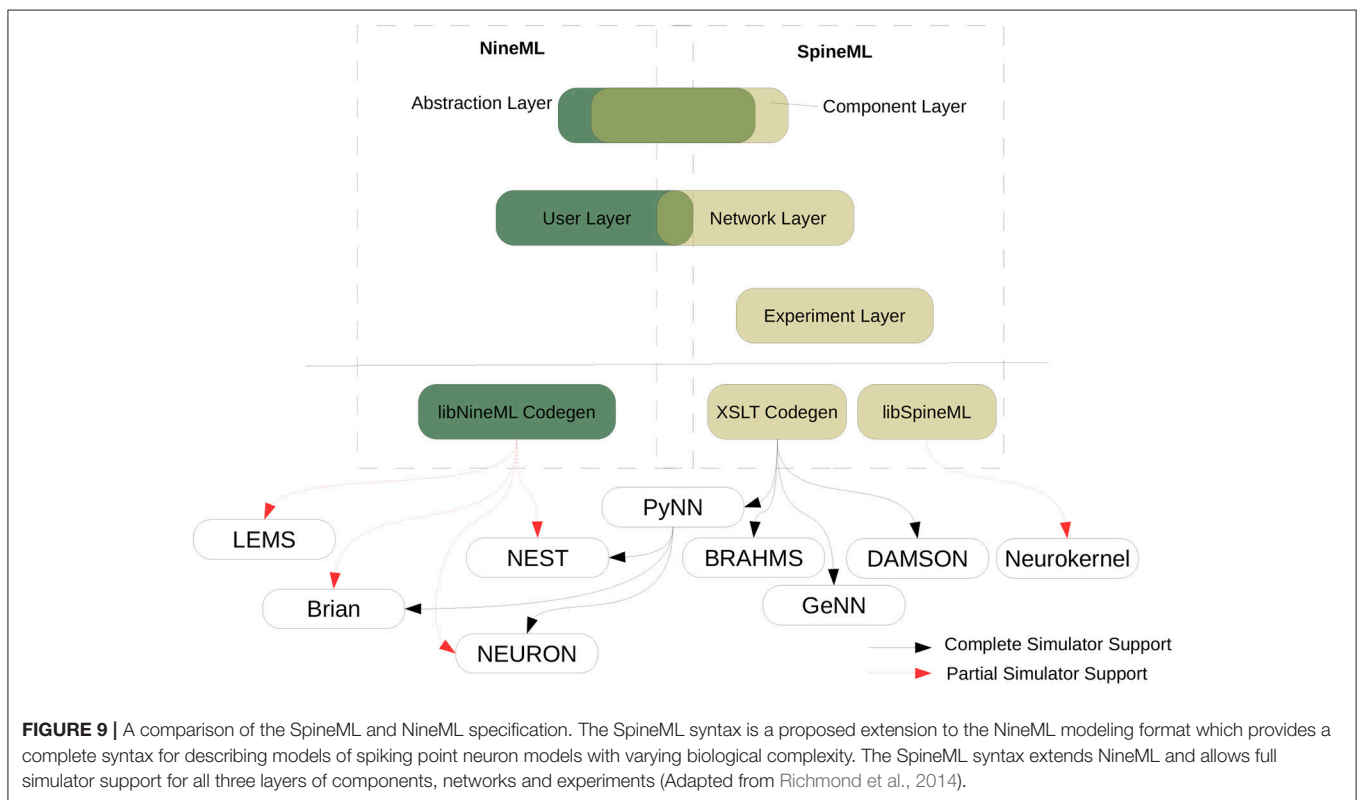 NineML
SpineML
Abstraction Layer
Component Layer
User Layer
Network Layer
Experiment Layer
libNineML Codegen
XSLT Codegen
libSpineML
PyNN
LEMS
NEST
BRAHMS
DAMSON
Neurokernel
Brian
GeNN
NEURON
Complete Simulator Support
Partial Simulator Support
FIGURE 9 | A comparison of the SpineML and NineML specification. The SpineML syntax is a proposed extension to the NineML modeling format which provides a
complete syntax for describing models of spiking point neuron models with varying biological complexity. The SpineML syntax extends NineML and allows full
simulator support for all three layers of components, networks and experiments (Adapted from Richmond et al., 2014).